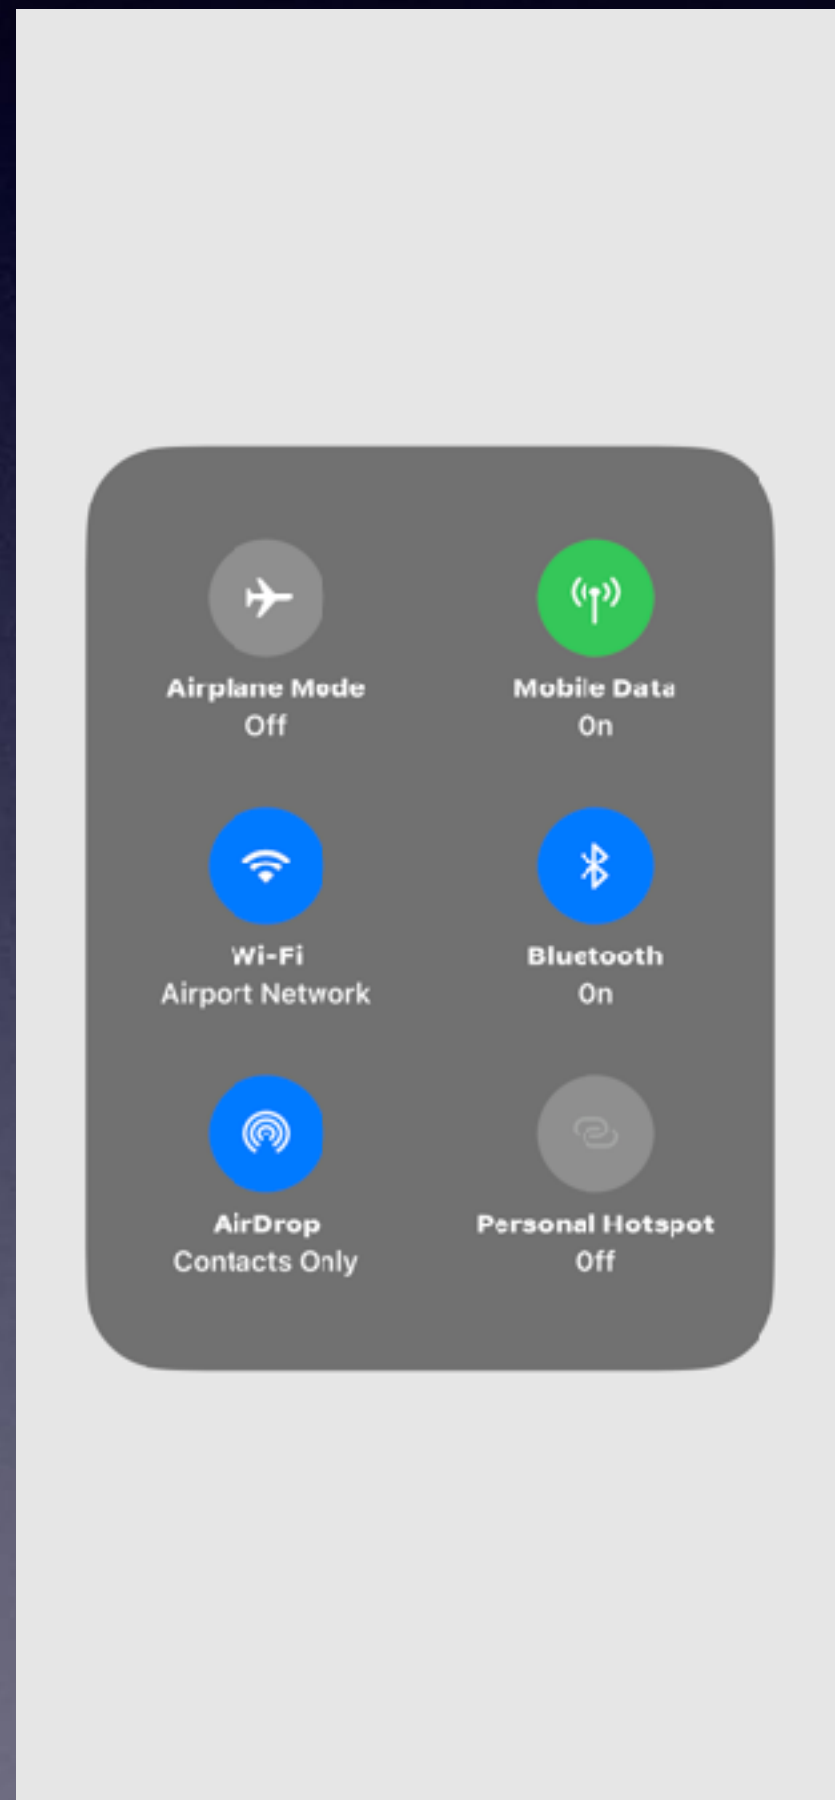 Airplane Mode
Off
Mobile Data
On
Wi-Fi
Airport Network
Bluetooth
On
AirDrop
Contacts Only
Personal Hotspot
Off